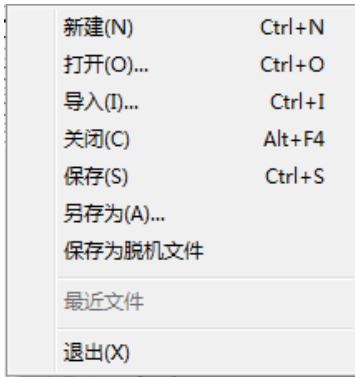 新建(N) Ctrl+N
打开(O)... Ctrl+O
导入(I)... Ctrl+I
关闭(C) Alt+F4
保存(S) Ctrl+S
另存为(A)...
保存为脱机文件
最近文件
退出(X)